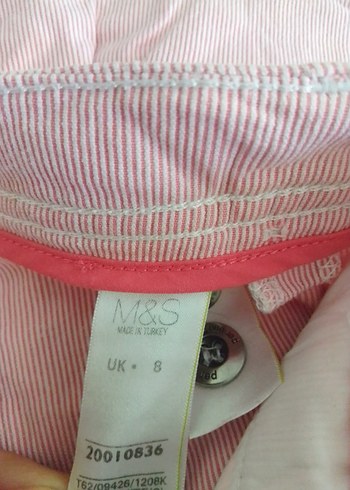 M&S
MADE IN TURKEY
UK • 8
20010836
T62/09426/1208K